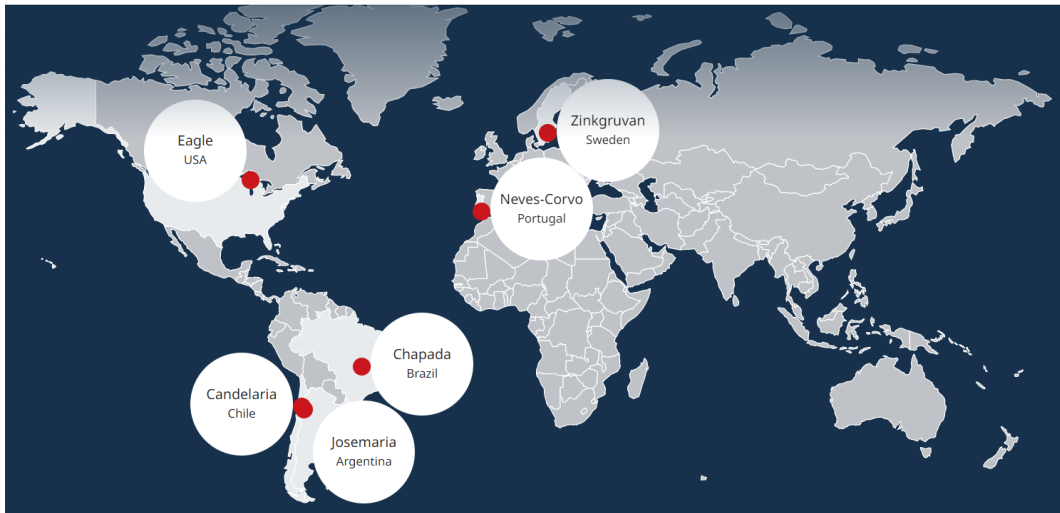 Eagle
USA
Zinkgruvan
Sweden
Neves-Corvo
Portugal
Chapada
Brazil
Candelaria
Chile
Josemaria
Argentina